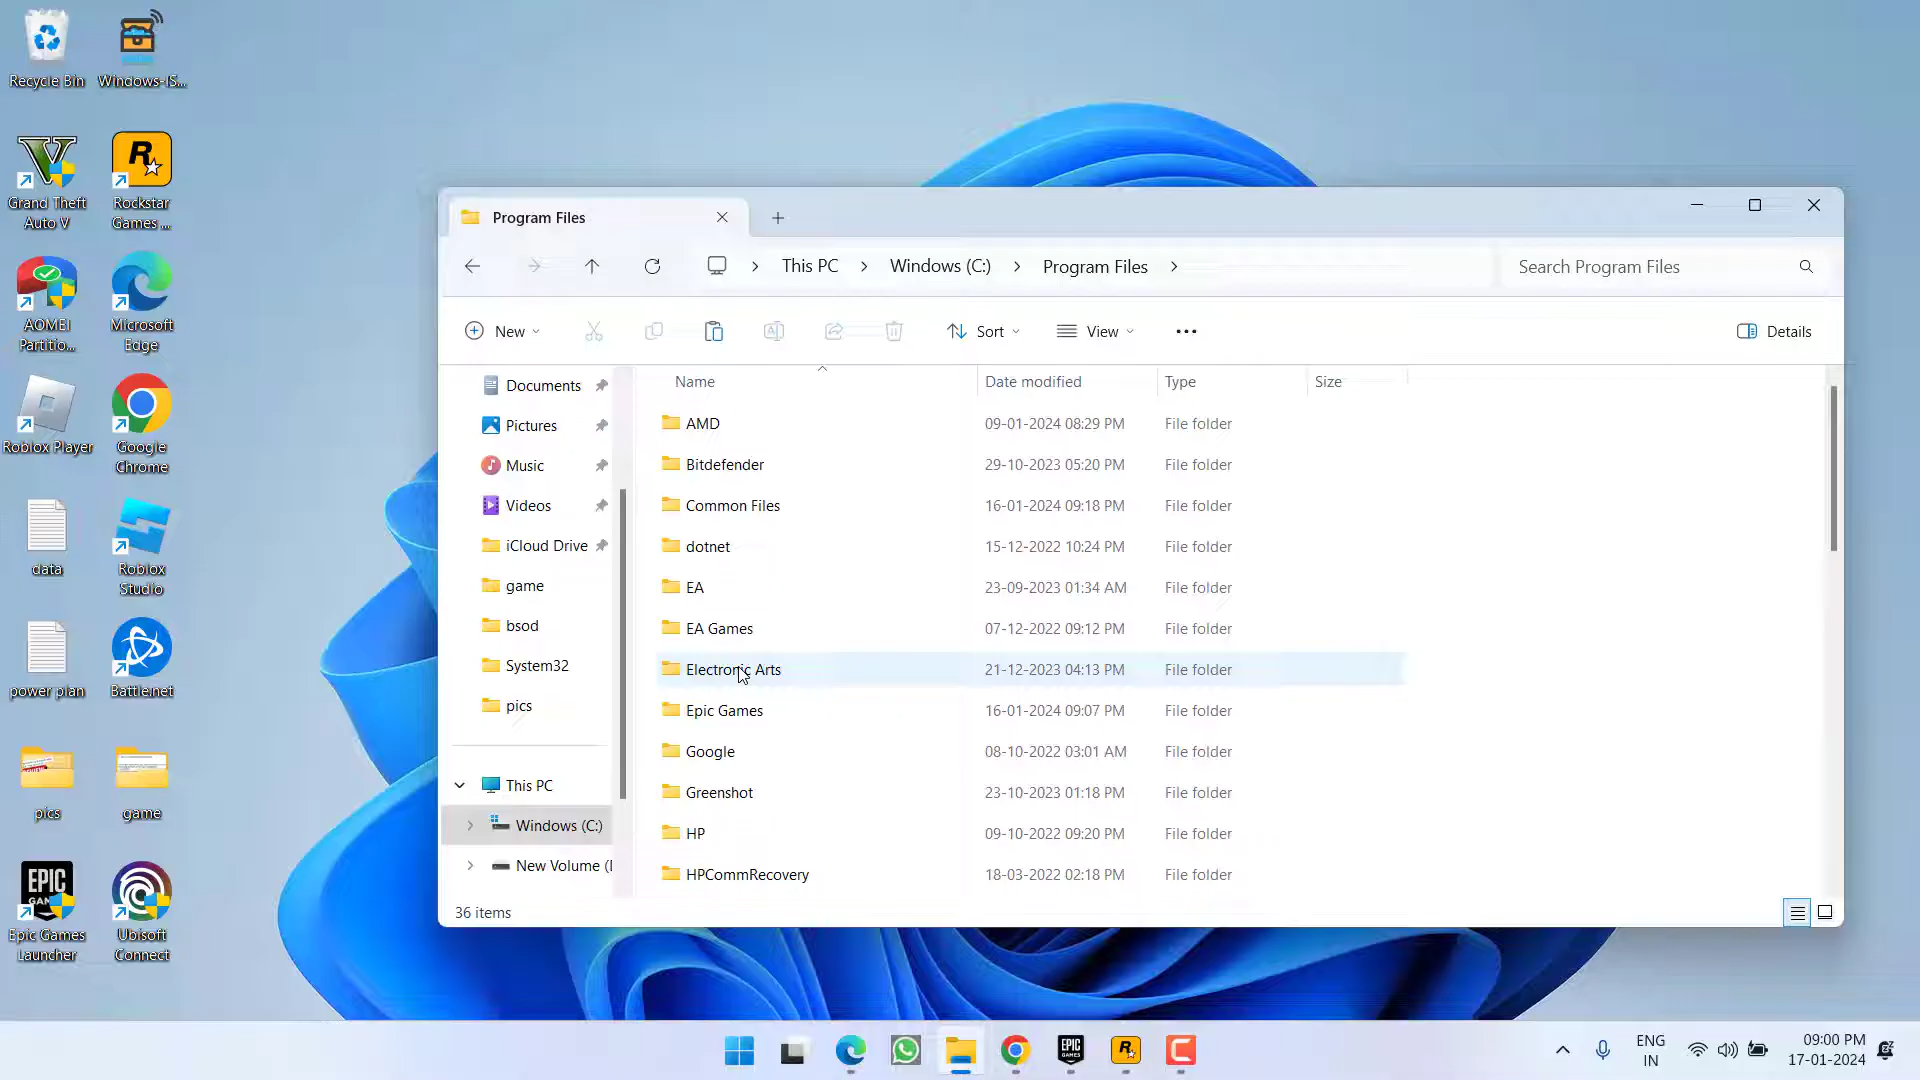 Recycle Bin
Windows-IS...
Grand Theft
Auto V
Rockstar
Games ...
AOMEI
Partitio...
Microsoft
Edge
Roblox Player
Google
Chrome
data
Roblox
Studio
power plan
Battle.net
pics
game
EPIC
GAMES
Epic Games
Launcher
Ubisoft
Connect
Program Files
This PC
Windows (C:)
Program Files
Search Program Files
New
Sort
View
Details
Documents
Pictures
Music
Videos
iCloud Drive
game
bsod
System32
pics
This PC
Windows (C:)
New Volume (
Name Date modified Type Size
AMD 09-01-2024 08:29 PM File folder
Bitdefender 29-10-2023 05:20 PM File folder
Common Files 16-01-2024 09:18 PM File folder
dotnet 15-12-2022 10:24 PM File folder
EA 23-09-2023 01:34 AM File folder
EA Games 07-12-2022 09:12 PM File folder
Electronic Arts 21-12-2023 04:13 PM File folder
Epic Games 16-01-2024 09:07 PM File folder
Google 08-10-2022 03:01 AM File folder
Greenshot 23-10-2023 01:18 PM File folder
HP 09-10-2022 09:20 PM File folder
HPCommRecovery 18-03-2022 02:18 PM File folder
36 items
EPIC
GAMES
ENG
IN
09:00 PM
17-01-2024